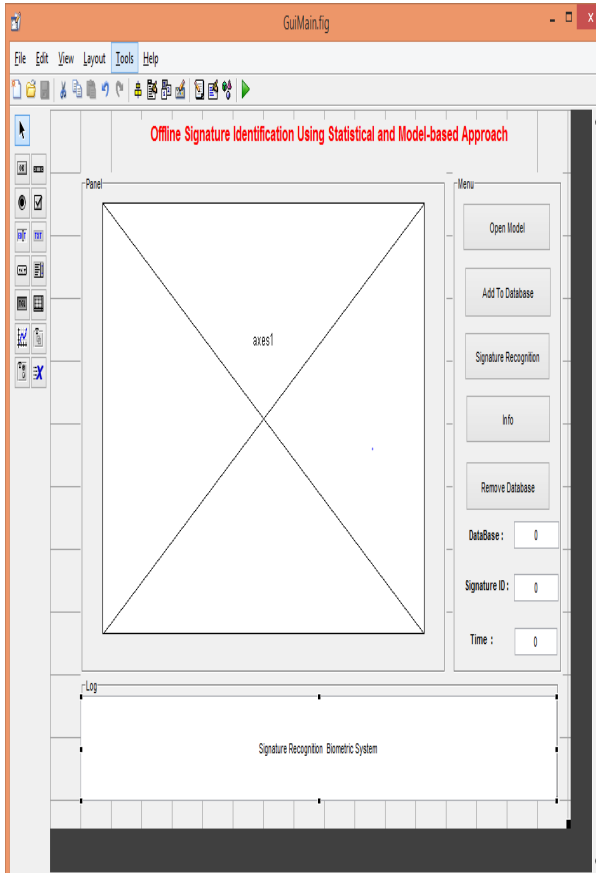 GuiMain.fig
File Edit View Layout Tools Help
Offline Signature Identification Using Statistical and Model-based Approach
Panel
axes1
Menu
Open Model
Add To Database
Signature Recognition
Info
Remove Database
DataBase : 0
Signature ID : 0
Time : 0
Log
Signature Recognition Biometric System